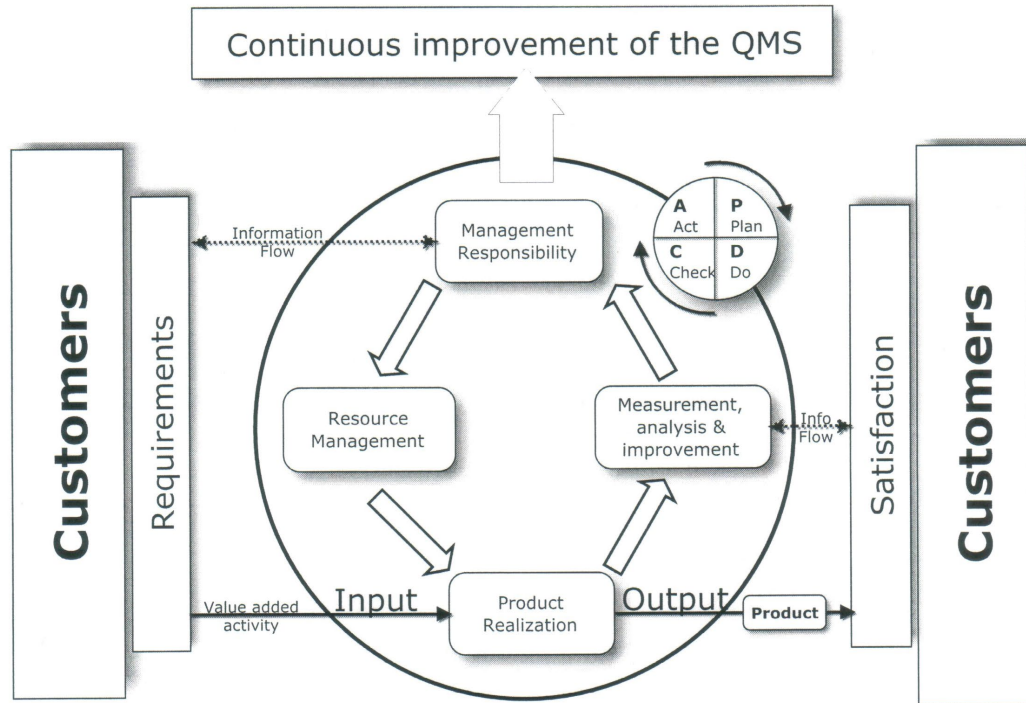 Continuous improvement of the QMS
Customers
Requirements
Information
Flow
Management
Responsibility
A
Act
P
Plan
C
Check
D
Do
Resource
Management
Measurement,
analysis &
improvement
Info
Flow
Satisfaction
Customers
Value added
activity
Input
Product
Realization
Output
Product